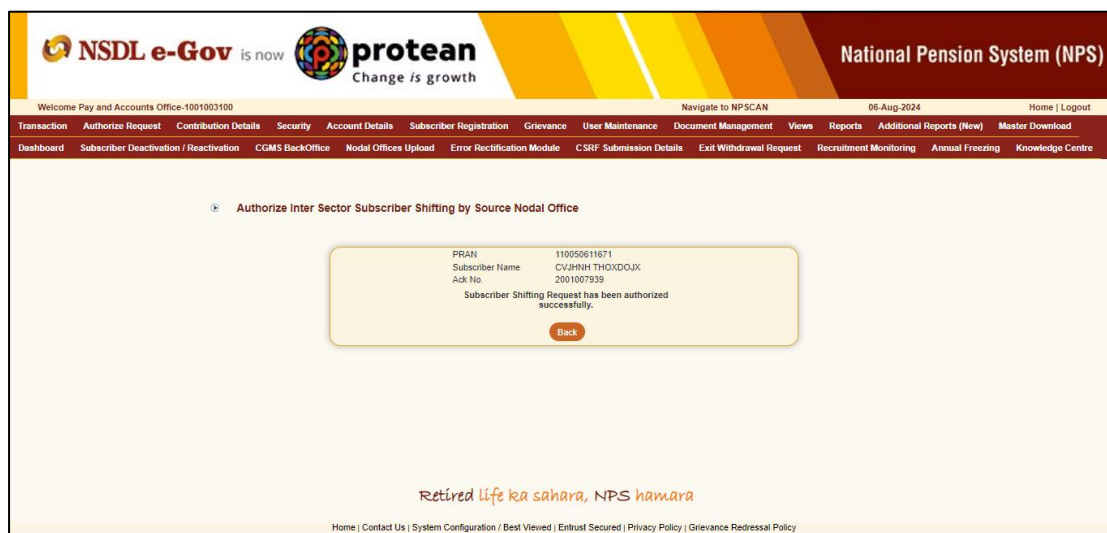 NSDL e-Gov is now protean
Change is growth
National Pension System (NPS)
Welcome Pay and Accounts Office-1001003100 Navigate to NPSCAN 06-Aug-2024 Home | Logout
Transaction Authorize Request Contribution Details Security Account Details Subscriber Registration Grievance User Maintenance Document Management Views Reports Additional Reports (New) Master Download
Dashboard Subscriber Deactivation / Reactivation CGMS BackOffice Nodal Offices Upload Error Rectification Module CSRF Submission Details Exit Withdrawal Request Recruitment Monitoring Annual Freezing Knowledge Centre
Authorize Inter Sector Subscriber Shifting by Source Nodal Office
PRAN 110050611671
Subscriber Name CVJHNH THOXDOJX
Ack No. 2001007939
Subscriber Shifting Request has been authorized
successfully.
Back
Retired life ka sahara, NPS hamara
Home | Contact Us | System Configuration / Best Viewed | Entrust Secured | Privacy Policy | Grievance Redressal Policy